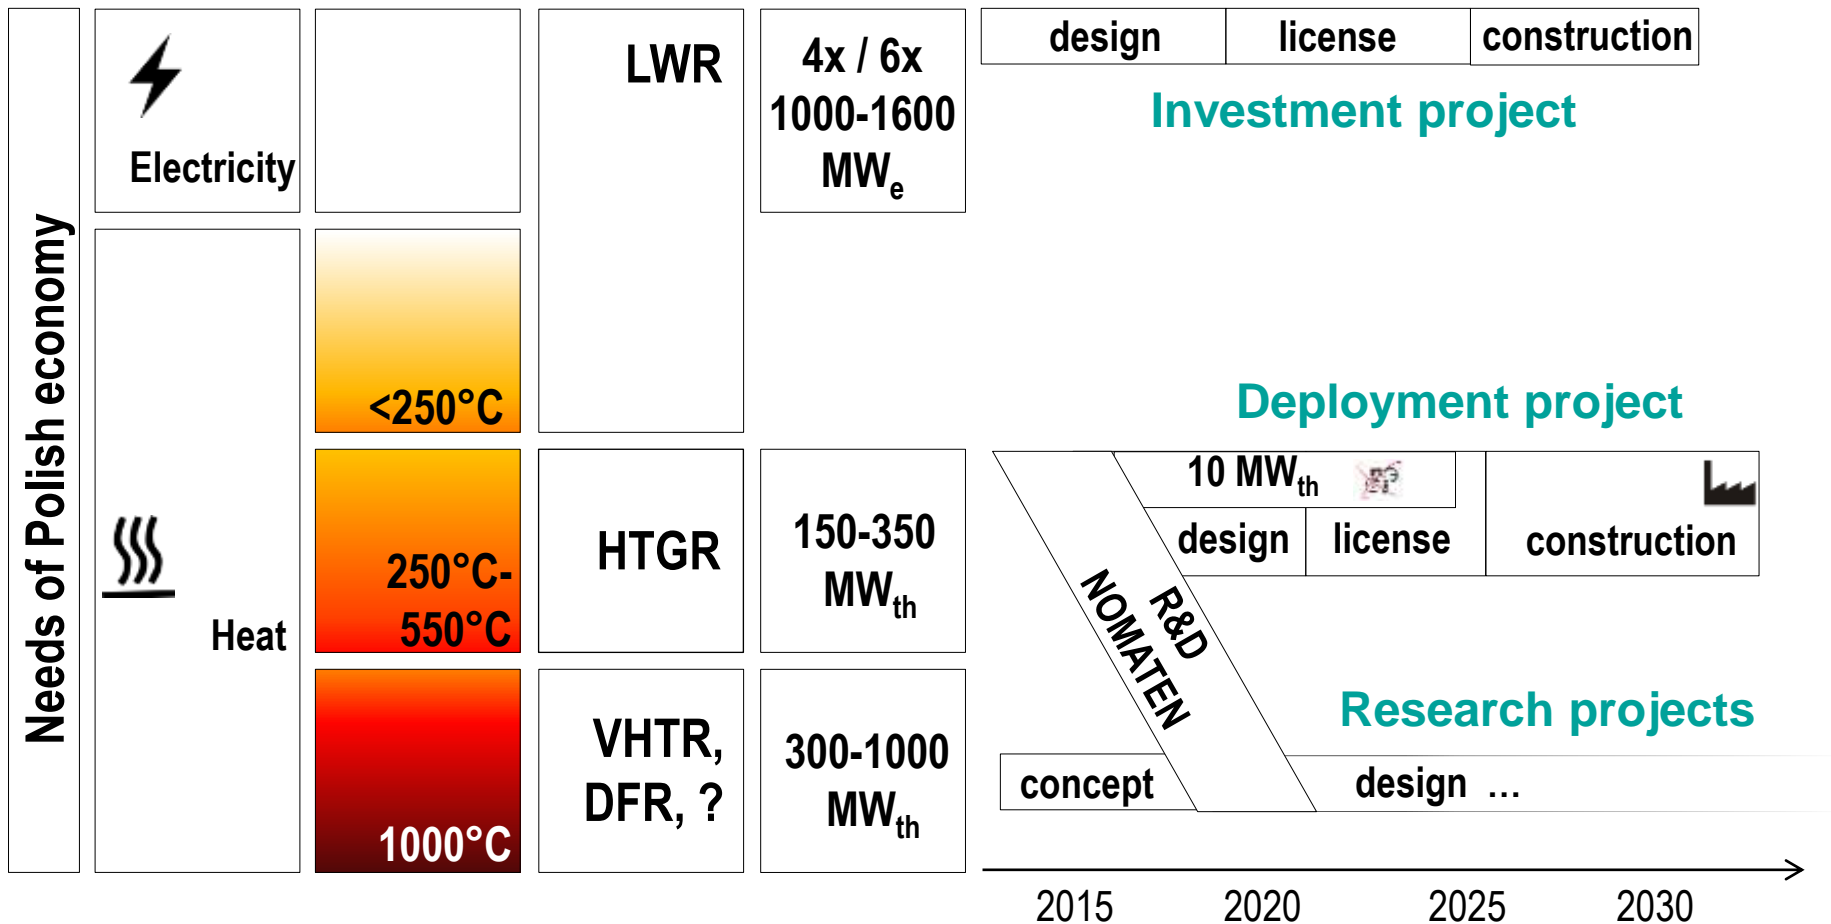 Needs of Polish economy
Electricity
LWR
4x / 6x
1000-1600
MWe
design
license
construction
Investment project
Heat
<250°C
Deployment project
250°C-
550°C
HTGR
150-350
MWth
10 MWth
design
license
construction
R&D
NOMATEN
Research projects
1000°C
VHTR,
DFR, ?
300-1000
MWth
concept
design ...
2015
2020
2025
2030